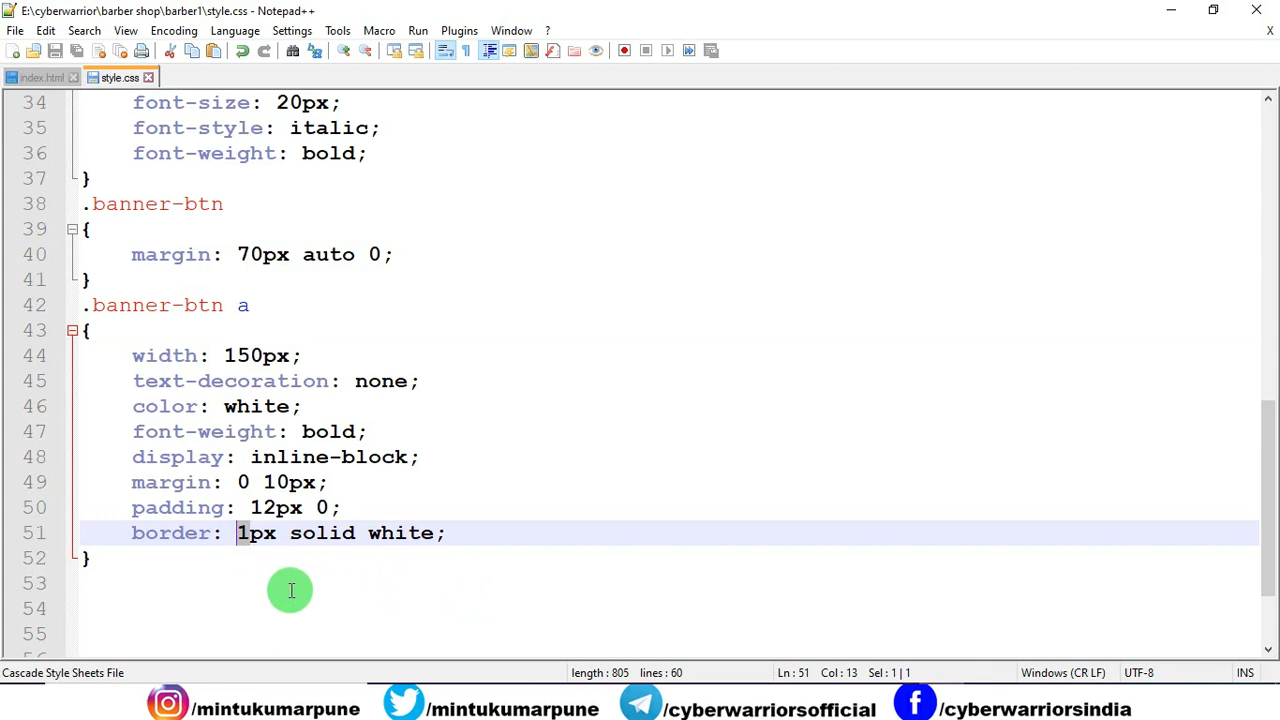 E:\cyberwarrior\barber shop\barber1\style.css - Notepad++
File Edit Search View Encoding Language Settings Tools Macro Run Plugins Window ? X
index.html style.css
34 font-size: 20px;
35 font-style: italic;
36 font-weight: bold;
37 }
38 .banner-btn
39 {
40 margin: 70px auto 0;
41 }
42 .banner-btn a
43 {
44 width: 150px;
45 text-decoration: none;
46 color: white;
47 font-weight: bold;
48 display: inline-block;
49 margin: 0 10px;
50 padding: 12px 0;
51 border: 1px solid white;
52 }
53
54
55
Cascade Style Sheets File length : 805 lines : 60 Ln : 51 Col : 13 Sel : 1 | 1 Windows (CR LF) UTF-8 INS
/mintukumarpune /mintukumarpune /cyberwarriorsofficial /cyberwarriorsindia